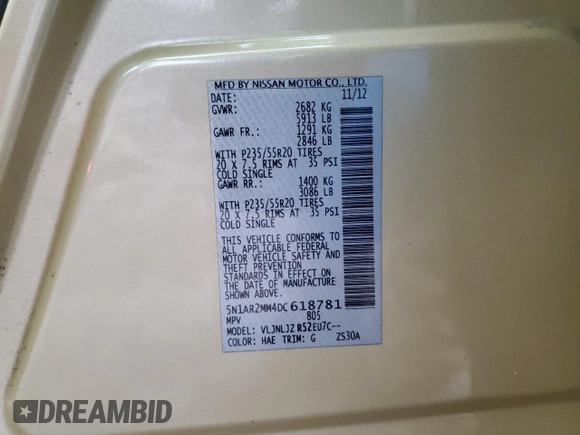 MFD BY NISSAN MOTOR CO., LTD.
DATE: 11/12
GVWR: 2682 KG
5913 LB
GAWR FR.: 1291 KG
2846 LB
WITH P235/55R20 TIRES
20 X 7.5 RIMS AT 35 PSI
COLD SINGLE
GAWR RR.: 1400 KG
3086 LB
WITH P235/55R20 TIRES
20 X 7.5 RIMS AT 35 PSI
COLD SINGLE
THIS VEHICLE CONFORMS TO
ALL APPLICABLE FEDERAL
MOTOR VEHICLE SAFETY AND
THEFT PREVENTION
STANDARDS IN EFFECT ON
THE DATE OF MANUFACTURE
SHOWN ABOVE.
5N1AR2MM4DC618781
MPV 805
MODEL: VLJNLJZ R52EU7C--
COLOR: HAE TRIM: G ZS30A
DREAMBID